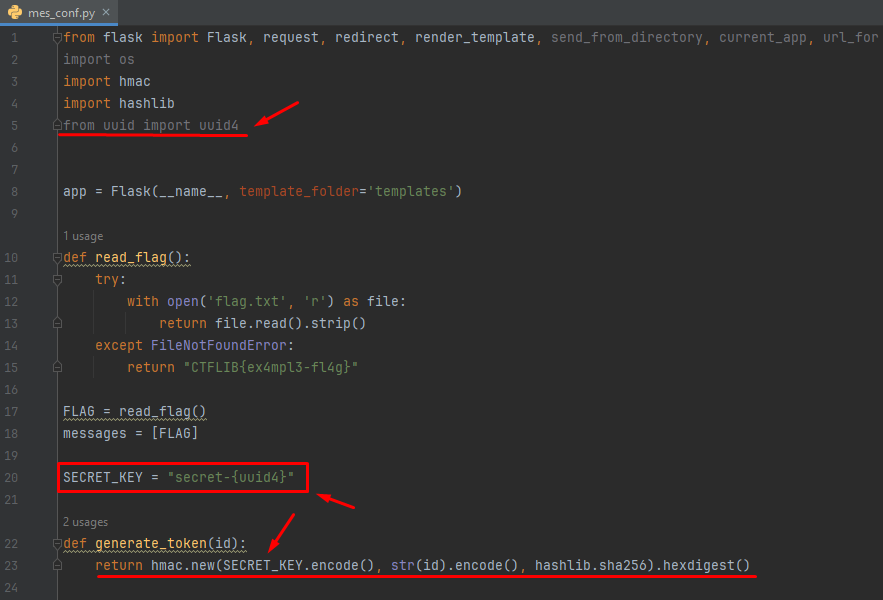 mes_conf.py ×
1 from flask import Flask, request, redirect, render_template, send_from_directory, current_app, url_for
2 import os
3 import hmac
4 import hashlib
5 from uuid import uuid4
6
7
8 app = Flask(__name__, template_folder='templates')
9
1 usage
10 def read_flag():
11 try:
12 with open('flag.txt', 'r') as file:
13 return file.read().strip()
14 except FileNotFoundError:
15 return "CTFLIB{ex4mpl3-fl4g}"
16
17 FLAG = read_flag()
18 messages = [FLAG]
19
20 SECRET_KEY = "secret-{uuid4}"
21
2 usages
22 def generate_token(id):
23 return hmac.new(SECRET_KEY.encode(), str(id).encode(), hashlib.sha256).hexdigest()
24